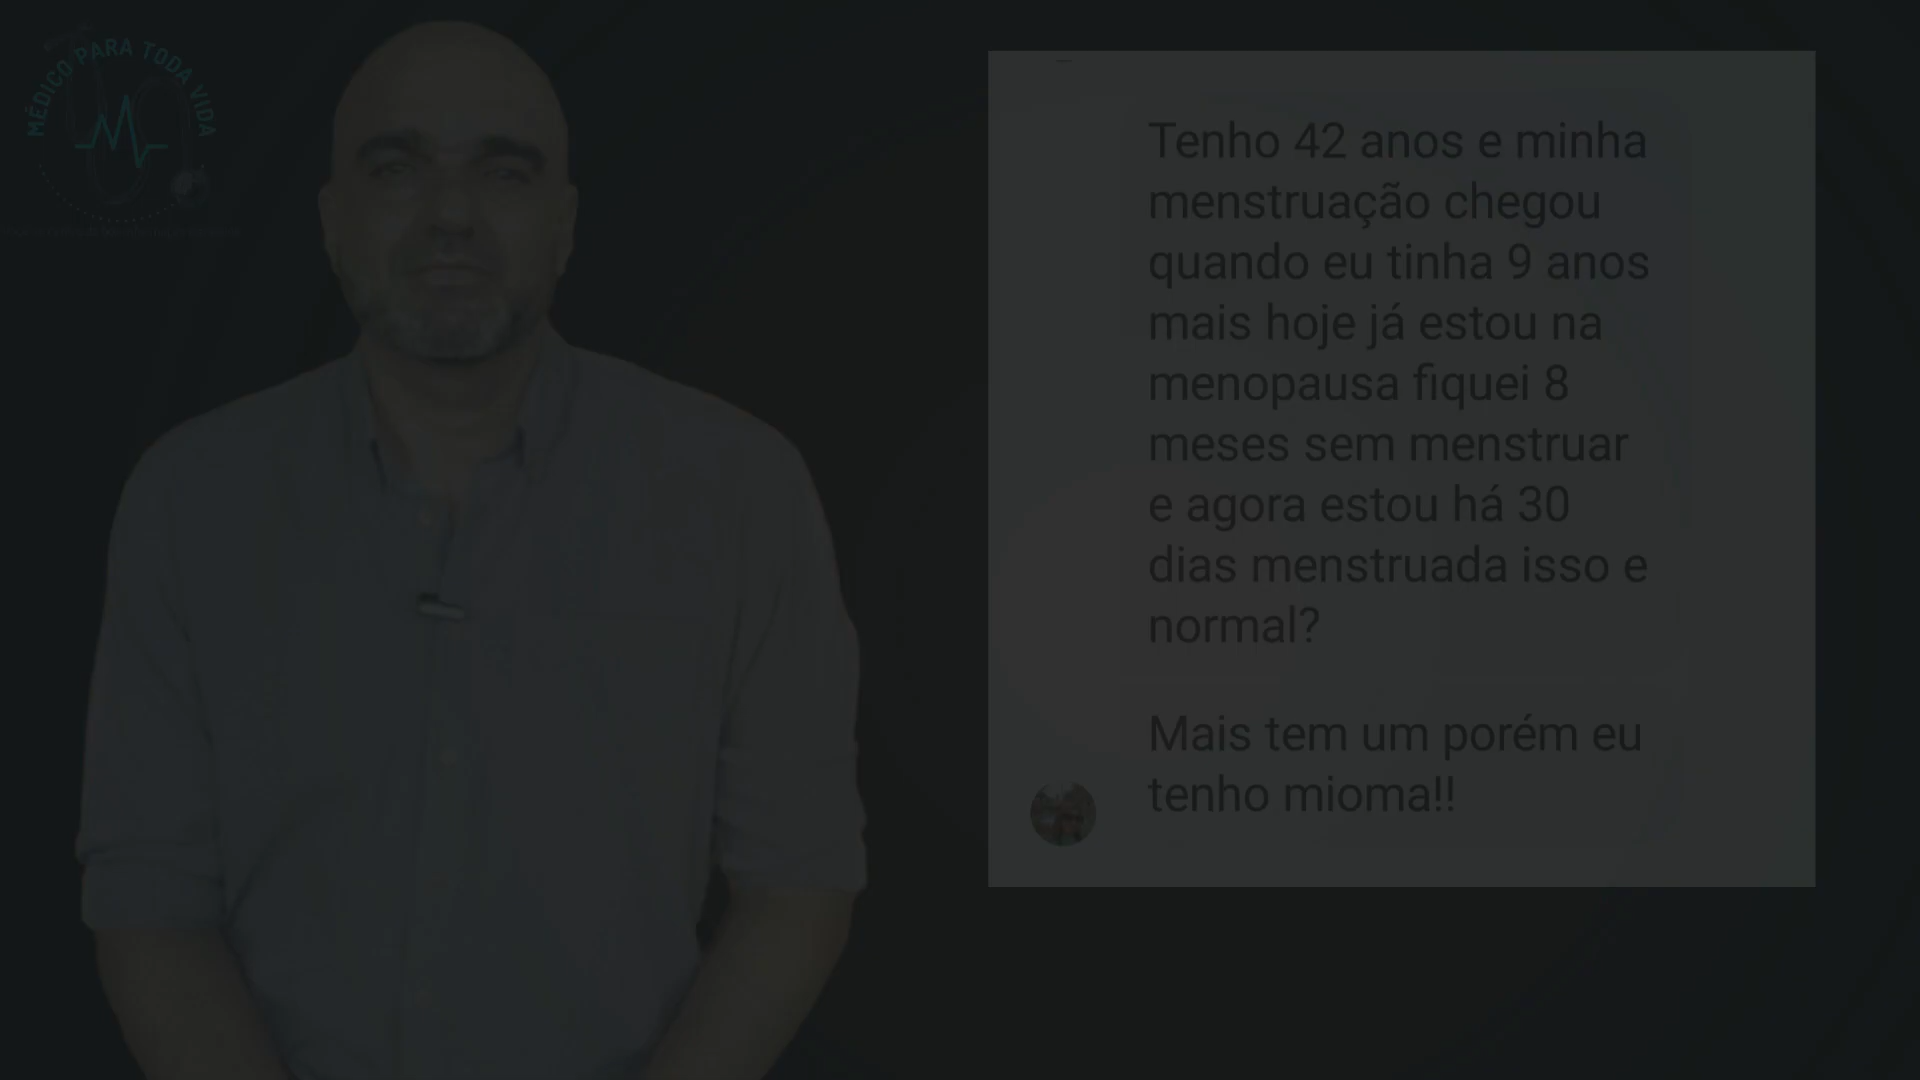 MÉDICO PARA TODA VIDA
Tenho 42 anos e minha
menstruação chegou
quando eu tinha 9 anos
mais hoje já estou na
menopausa fiquei 8
meses sem menstruar
e agora estou há 30
dias menstruada isso e
normal?
Mais tem um porém eu
tenho mioma!!